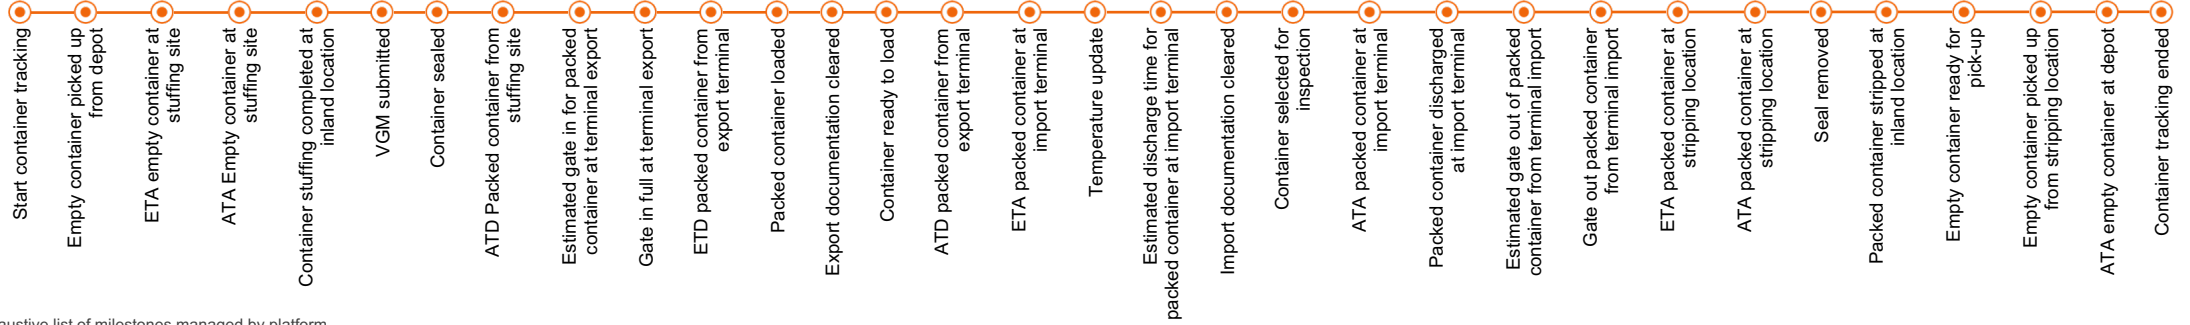 Start container tracking
Empty container picked up
from depot
ETA empty container at
stuffing site
ATA Empty container at
stuffing site
Container stuffing completed at
inland location
VGM submitted
Container sealed
ATD Packed container from
stuffing site
Estimated gate in for packed
container at terminal export
Gate in full at terminal export
ETD packed container from
export terminal
Packed container loaded
Export documentation cleared
Container ready to load
ATD packed container from
export terminal
ETA packed container at
import terminal
Temperature update
Estimated discharge time for
packed container at import terminal
Import documentation cleared
Container selected for
inspection
ATA packed container at
import terminal
Packed container discharged
at import terminal
Estimated gate out of packed
container from terminal import
Gate out packed container
from terminal import
ETA packed container at
stripping location
ATA packed container at
stripping location
Seal removed
Packed container stripped at
inland location
Empty container ready for
pick-up
Empty container picked up
from stripping location
ATA empty container at depot
Container tracking ended
list of milestones managed by platform